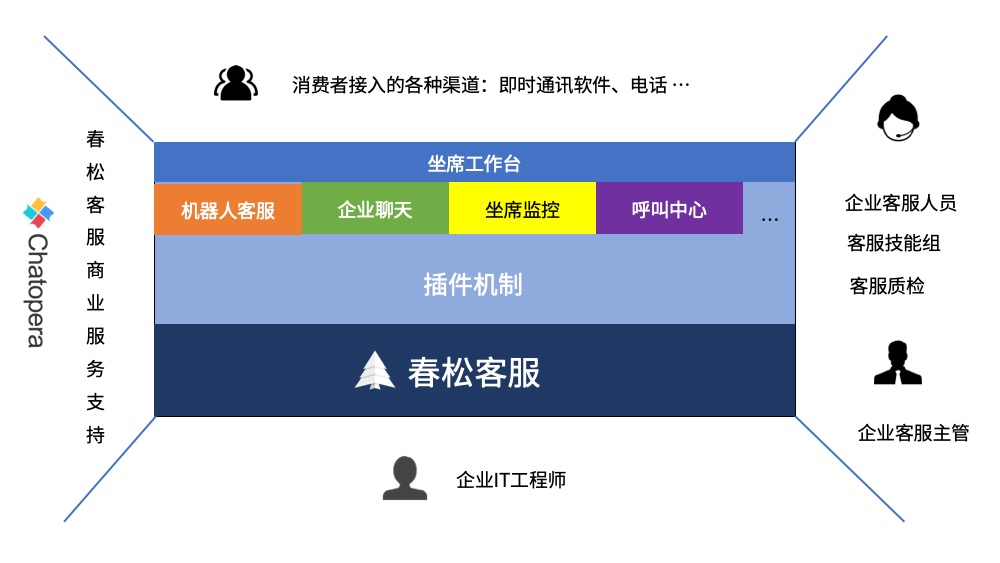 消费者接入的各种渠道：即时通讯软件、电话 …
春松客服商业服务支持
Chatopera
坐席工作台
机器人客服
企业聊天
坐席监控
呼叫中心
...
插件机制
春松客服
企业客服人员
客服技能组
客服质检
企业客服主管
企业IT工程师